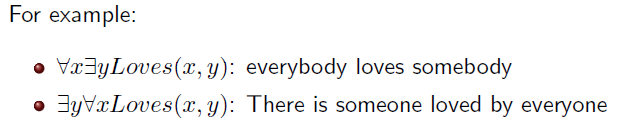 For example:
∀x∃yLoves(x, y): everybody loves somebody
∃y∀xLoves(x, y): There is someone loved by everyone